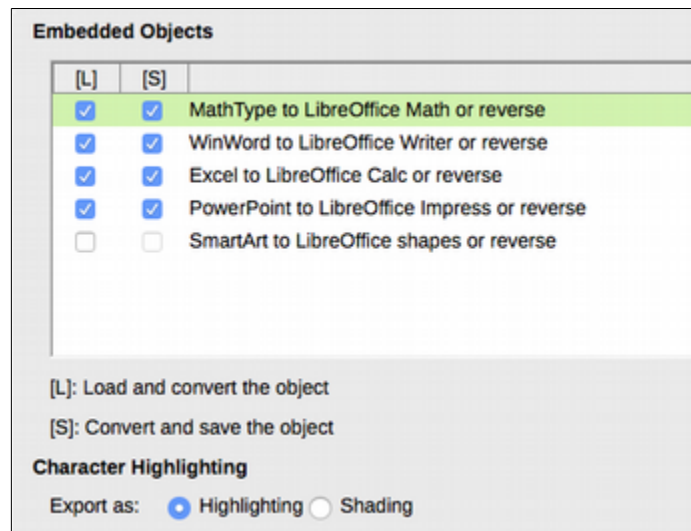 Embedded Objects
[L] [S]
MathType to LibreOffice Math or reverse
WinWord to LibreOffice Writer or reverse
Excel to LibreOffice Calc or reverse
PowerPoint to LibreOffice Impress or reverse
SmartArt to LibreOffice shapes or reverse
[L]: Load and convert the object
[S]: Convert and save the object
Character Highlighting
Export as: Highlighting Shading